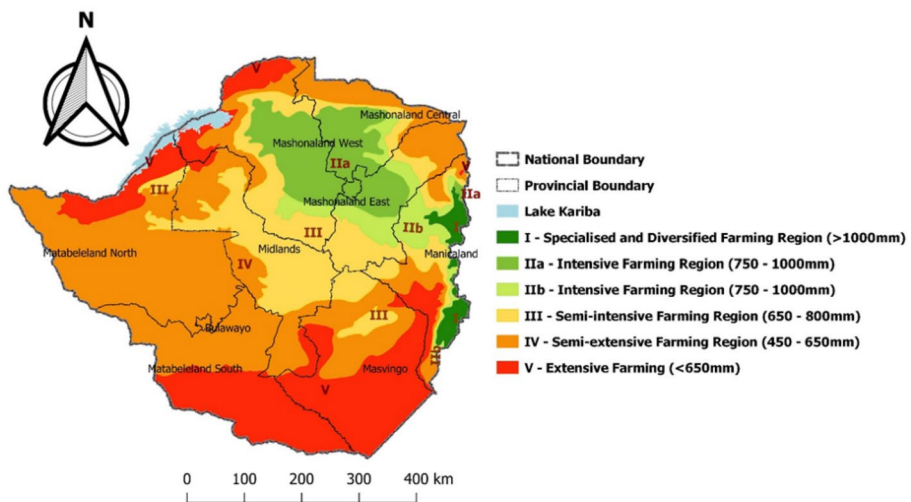 N
V
Mashonaland Central
Mashonaland West
IIa
V
V
III
IIa
Mashonaland East
IIb
I
III
Matabeleland North
Midlands
Manicaland
IV
III
I
Bulawayo
IIb
Matabeleland South
Masvingo
V
0 100 200 300 400 km
National Boundary
Provincial Boundary
Lake Kariba
I - Specialised and Diversified Farming Region (>1000mm)
IIa - Intensive Farming Region (750 - 1000mm)
IIb - Intensive Farming Region (750 - 1000mm)
III - Semi-intensive Farming Region (650 - 800mm)
IV - Semi-extensive Farming Region (450 - 650mm)
V - Extensive Farming (<650mm)